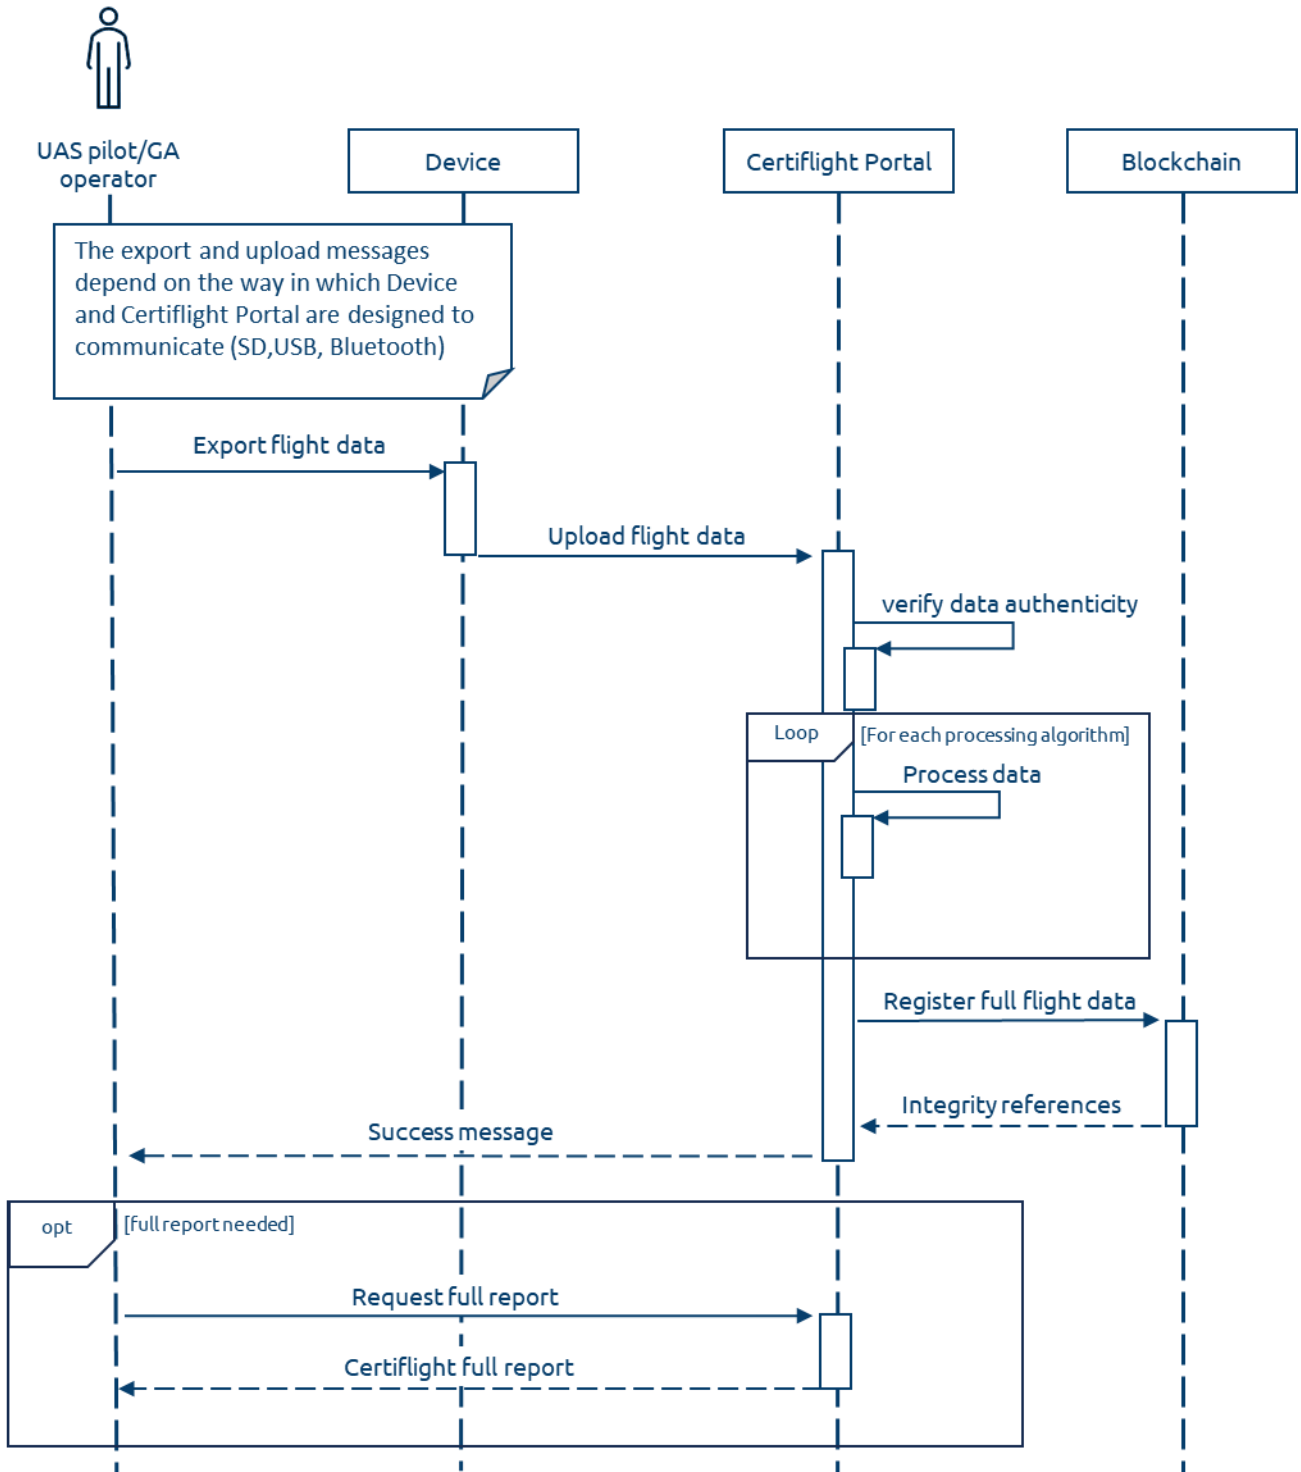 UAS pilot/GA
operator
Device
Certiflight Portal
Blockchain
The export and upload messages
depend on the way in which Device
and Certiflight Portal are designed to
communicate (SD,USB, Bluetooth)
Export flight data
Upload flight data
verify data authenticity
Loop
[For each processing algorithm]
Process data
Register full flight data
Integrity references
Success message
opt
[full report needed]
Request full report
Certiflight full report